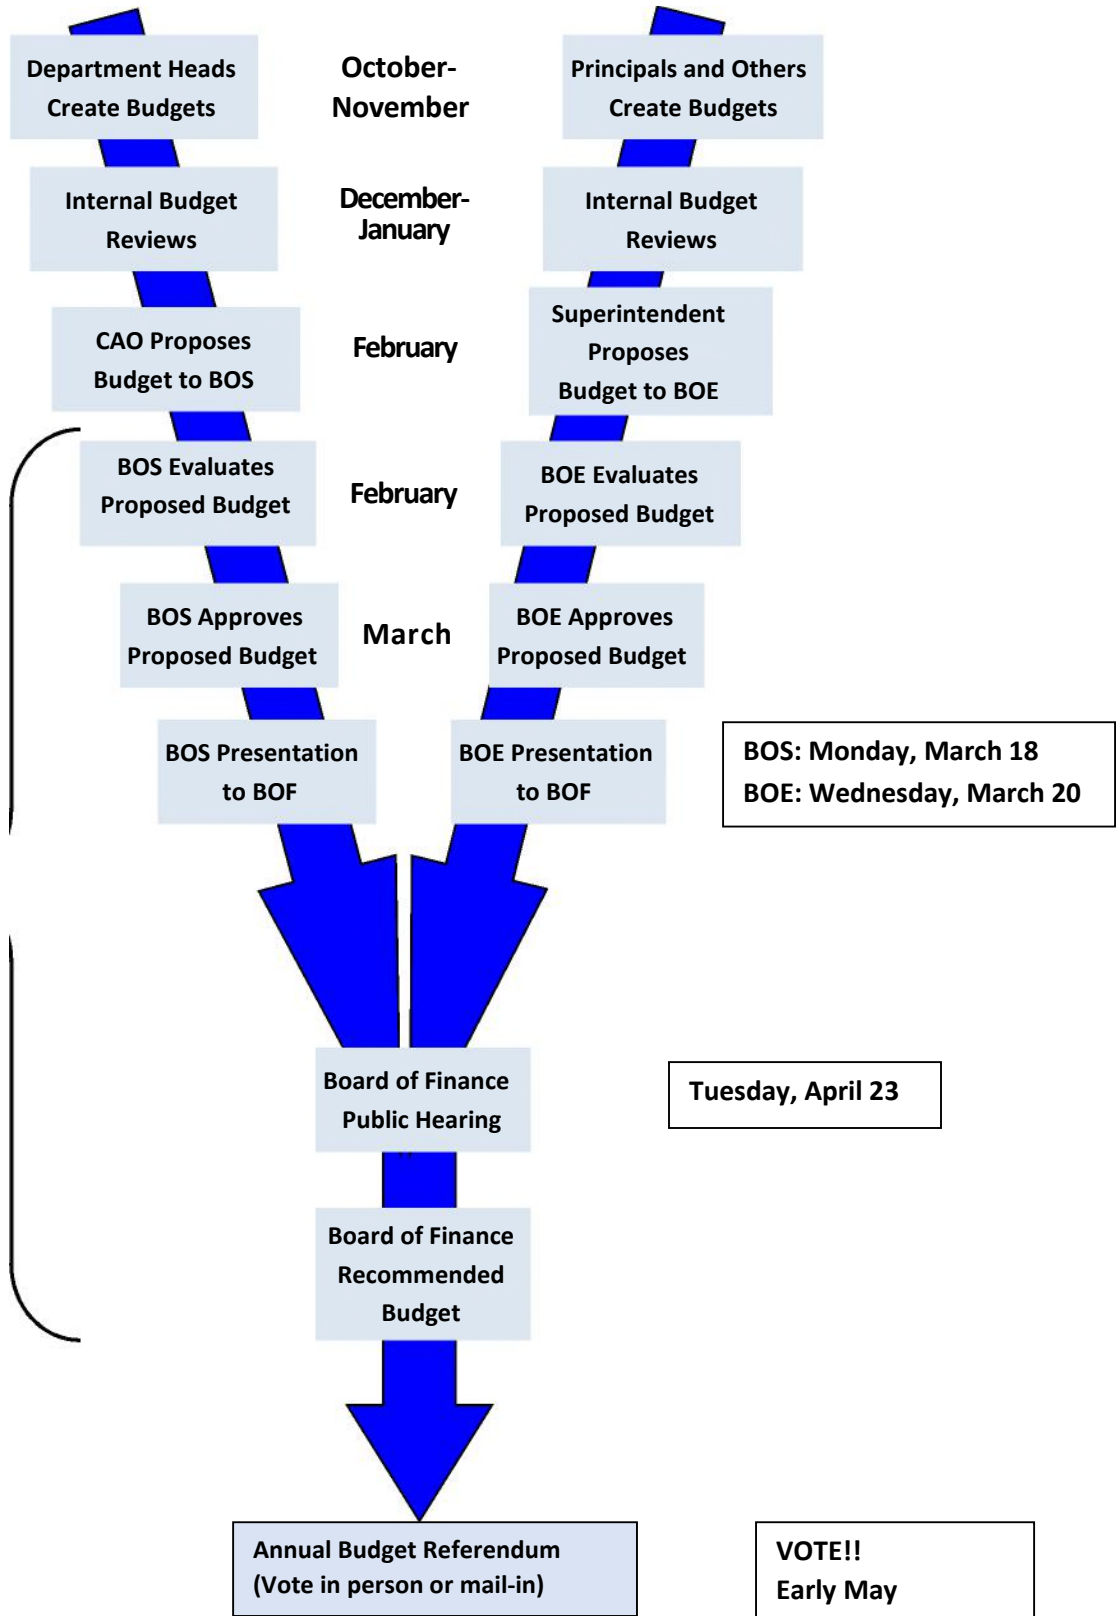 Department Heads
Create Budgets
October-
November
Principals and Others
Create Budgets
Internal Budget
Reviews
December-
January
Internal Budget
Reviews
CAO Proposes
Budget to BOS
February
Superintendent
Proposes
Budget to BOE
BOS Evaluates
Proposed Budget
February
BOE Evaluates
Proposed Budget
BOS Approves
Proposed Budget
March
BOE Approves
Proposed Budget
BOS Presentation
to BOF
BOE Presentation
to BOF
BOS: Monday, March 18
BOE: Wednesday, March 20
Board of Finance
Public Hearing
Tuesday, April 23
Board of Finance
Recommended
Budget
Annual Budget Referendum
(Vote in person or mail-in)
VOTE!!
Early May